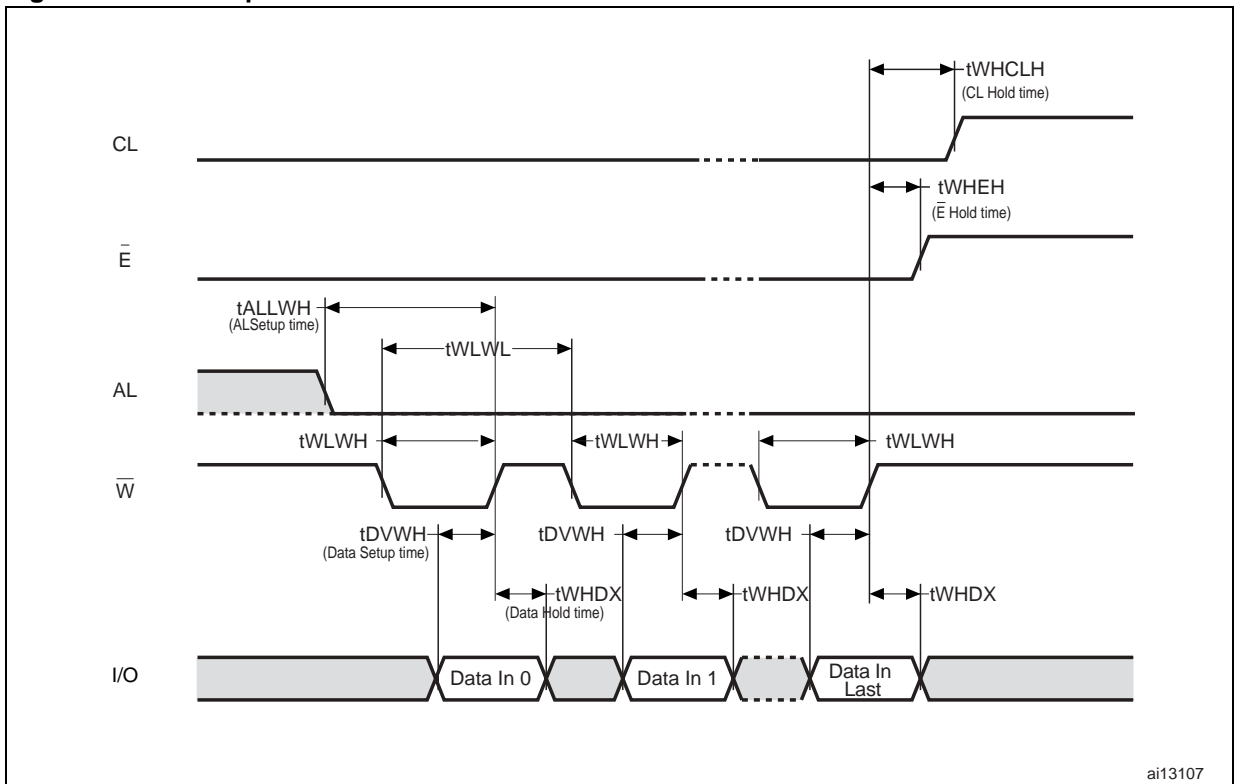 tWHCLH
(CL Hold time)
CL
tWHEH
(E̅ Hold time)
E̅
tALLWH
(ALSetup time)
tWLWL
AL
tWLWH
tWLWH
tWLWH
W̅
tDVWH
(Data Setup time)
tDVWH
tDVWH
tWHDX
(Data Hold time)
tWHDX
tWHDX
I/O
Data In 0
Data In 1
Data In
Last
ai13107